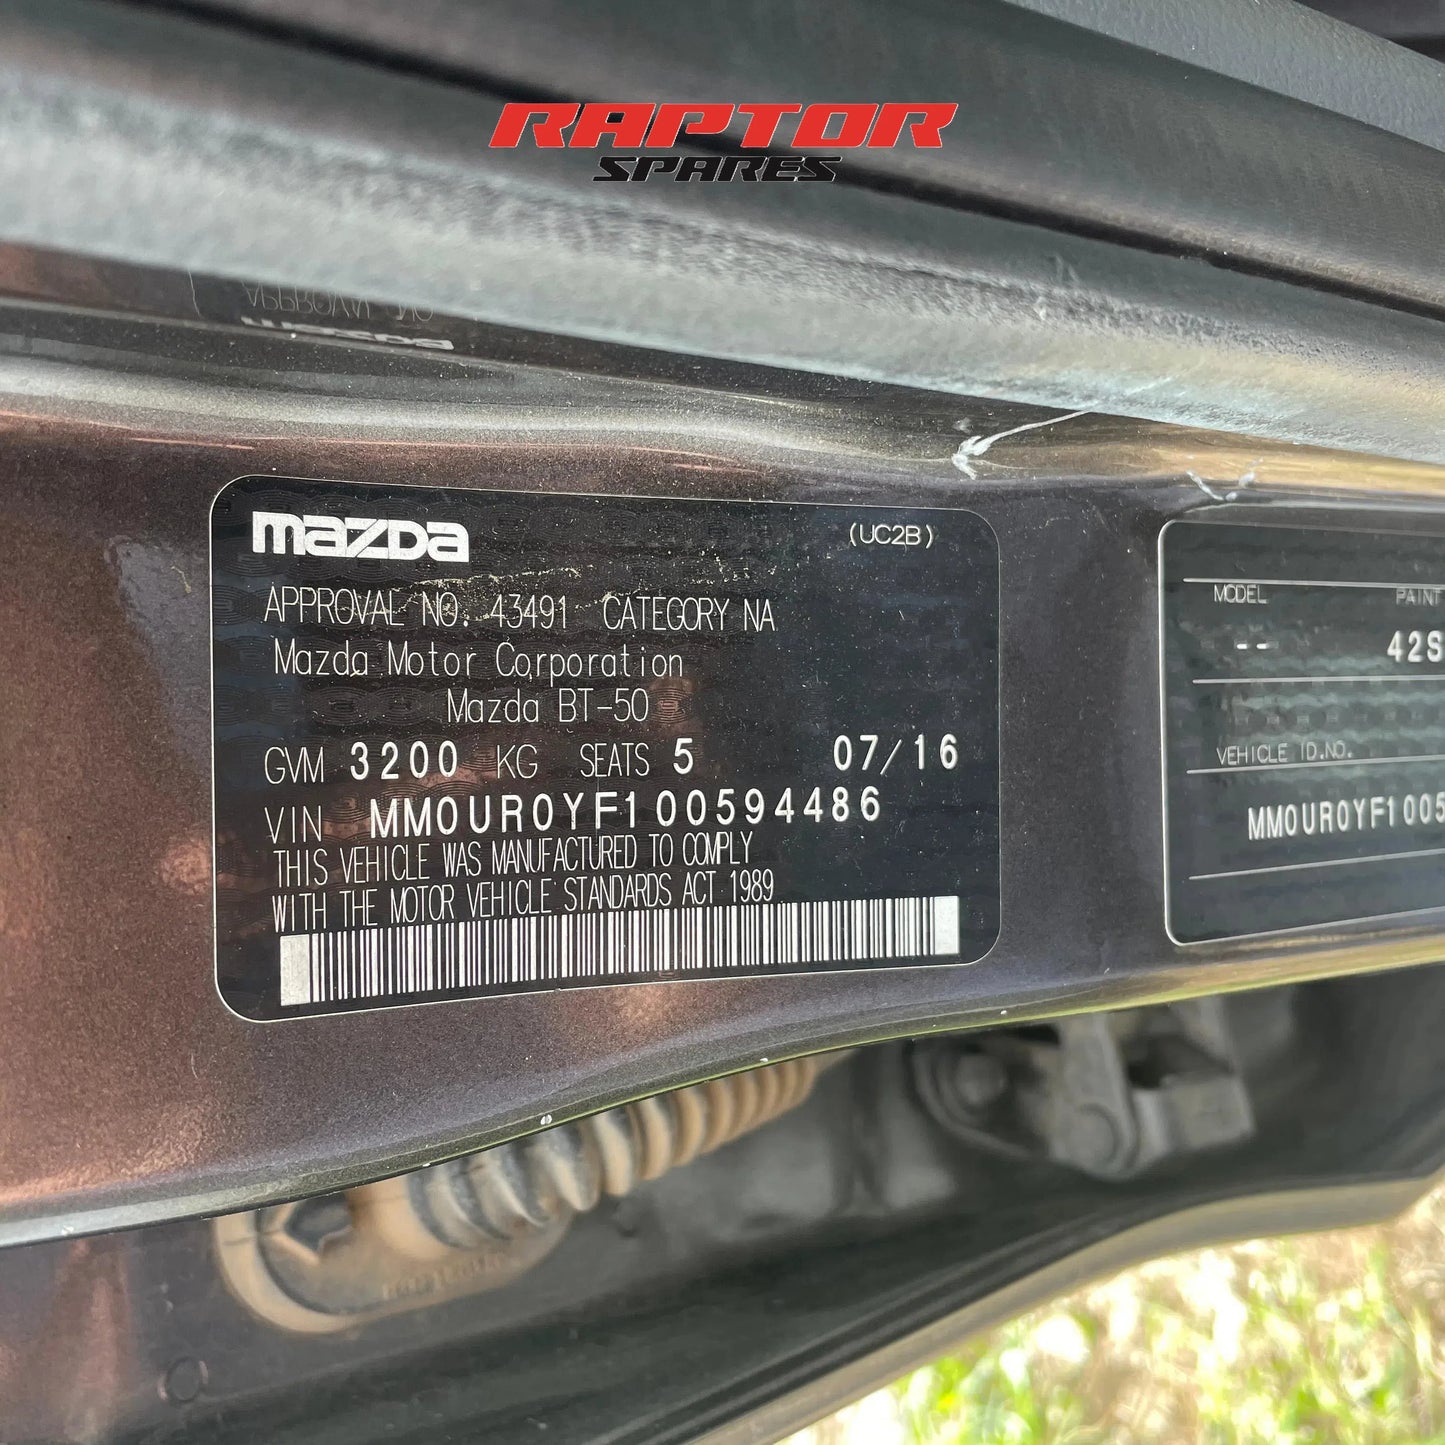 RAPTOR
SPARES
mazda
(UC2B)
APPROVAL NO. 43491 CATEGORY NA
Mazda Motor Corporation
Mazda BT-50
GVM 3200 KG SEATS 5 07/16
VIN MM0UR0YF100594486
THIS VEHICLE WAS MANUFACTURED TO COMPLY
WITH THE MOTOR VEHICLE STANDARDS ACT 1989
MODEL PAINT
-- 42S
VEHICLE ID.NO.
MM0UR0YF1005